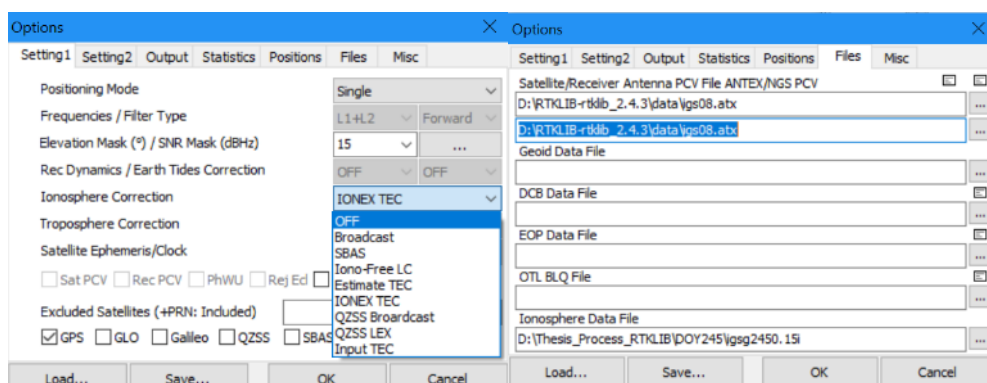 Options
Setting1 Setting2 Output Statistics Positions Files Misc
Positioning Mode Single
Frequencies / Filter Type L1+L2 Forward
Elevation Mask (°) / SNR Mask (dBHz) 15 ...
Rec Dynamics / Earth Tides Correction OFF OFF
Ionosphere Correction IONEX TEC
OFF
Troposphere Correction
Broadcast
SBAS
Satellite Ephemeris/Clock
Iono-Free LC
Sat PCV Rec PCV PhWU Rej Ecl
Estimate TEC
IONEX TEC
Excluded Satellites (+PRN: Included)
QZSS Broardcast
QZSS LEX
GPS GLO Galileo QZSS SBAS
Input TEC
Load... Save... OK Cancel
Options
Setting1 Setting2 Output Statistics Positions Files Misc
Satellite/Receiver Antenna PCV File ANTEX/NGS PCV
D:\RTKLIB-rtklib_2.4.3\data\igs08.atx ...
D:\RTKLIB-rtklib_2.4.3\data\igs08.atx ...
Geoid Data File
...
DCB Data File
...
EOP Data File
...
OTL BLQ File
...
Ionosphere Data File
D:\Thesis_Process_RTKLIB\DOY245\igsg2450.15i ...
Load... Save... OK Cancel